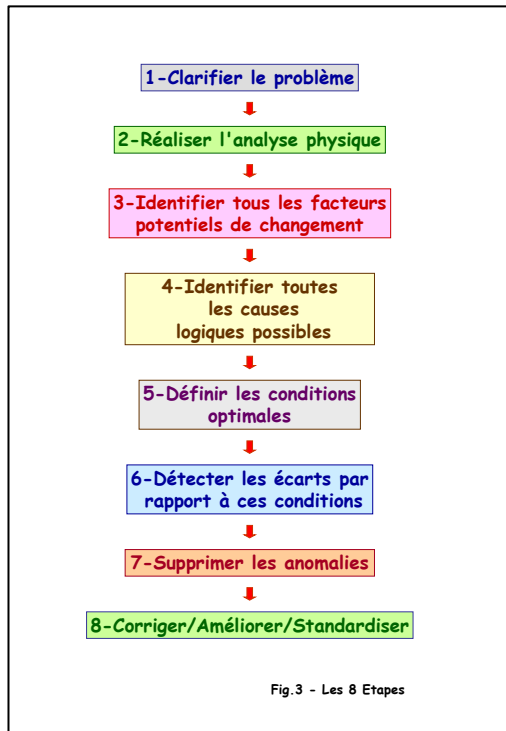 1-Clarifier le problème
2-Réaliser l'analyse physique
3-Identifier tous les facteurs
potentiels de changement
4-Identifier toutes
les causes
logiques possibles
5-Définir les conditions
optimales
6-Détecter les écarts par
rapport à ces conditions
7-Supprimer les anomalies
8-Corriger/Améliorer/Standardiser
Fig.3 - Les 8 Etapes